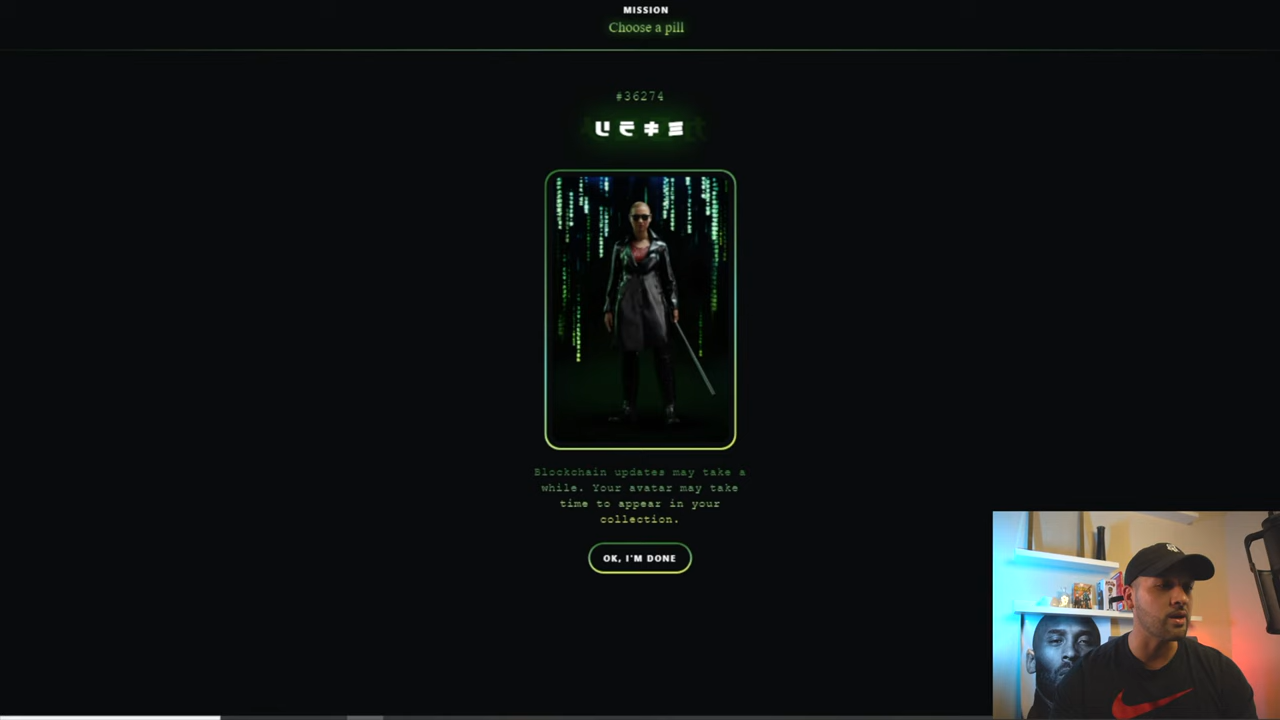 MISSION
Choose a pill
#36274
Blockchain updates may take a
while. Your avatar may take
time to appear in your
collection.
OK, I'M DONE